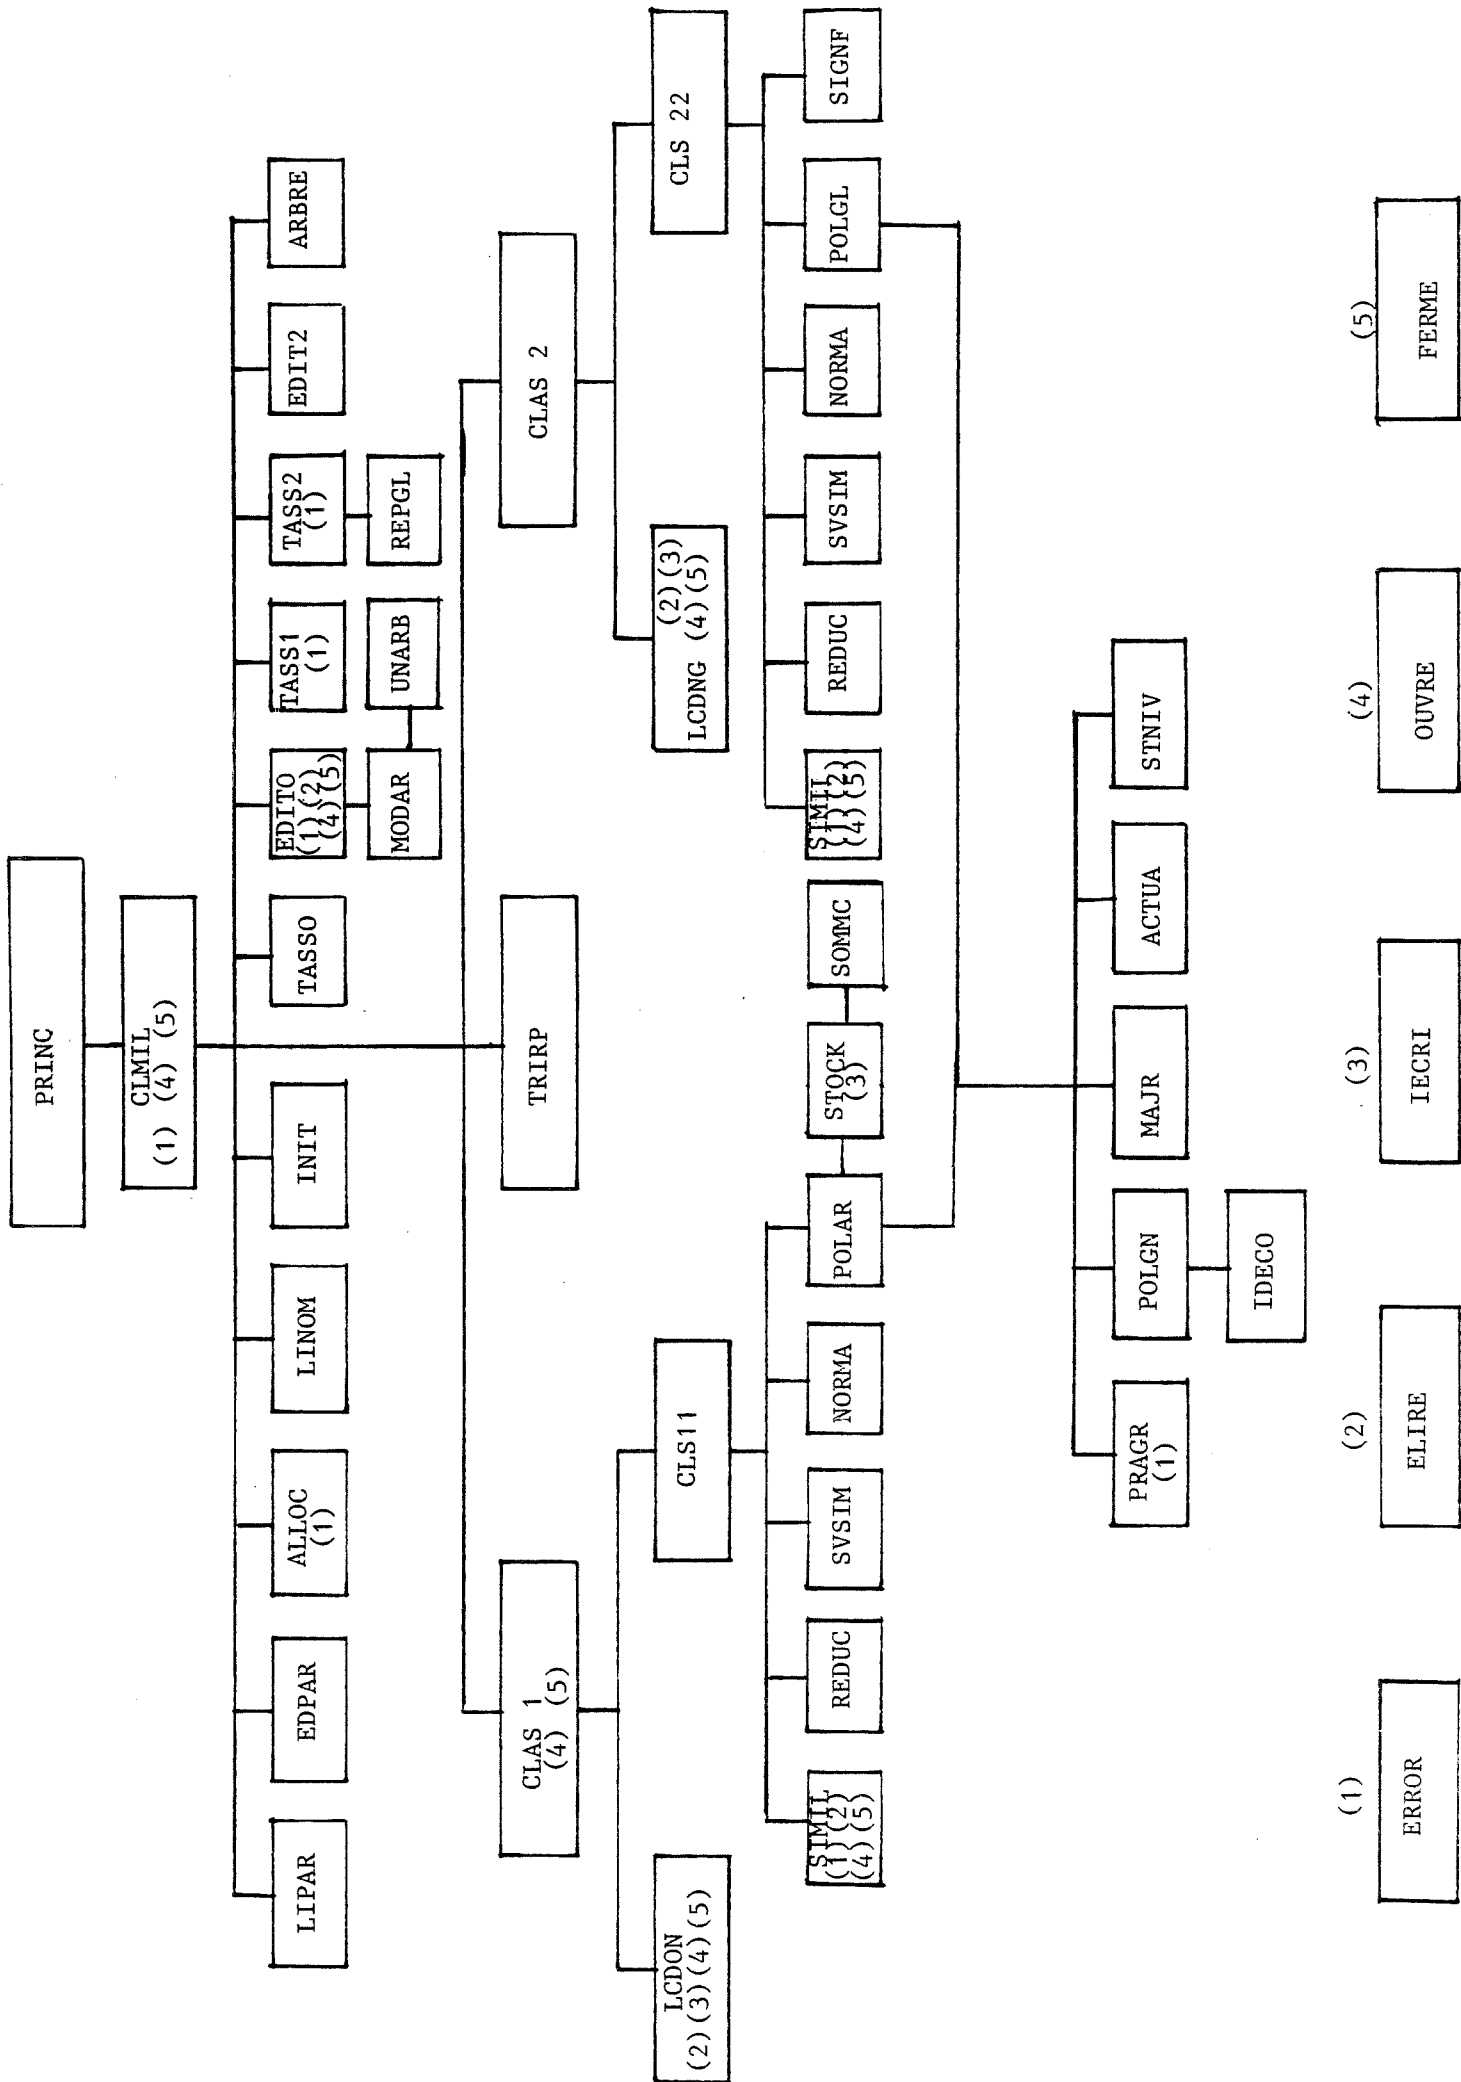 PRINC
CLMIL
(1) (4) (5)
LIPAR
EDPAR
ALLOC
(1)
LINOM
INIT
TASSO
EDITO
(1)(2)
(4)(5)
TASS1
(1)
TASS2
(1)
EDIT2
ARBRE
MODAR
UNARB
REPGL
CLAS 1
(4) (5)
TRIRP
CLAS 2
LCDON
(2)(3)(4)(5)
CLS11
LCDNG
(2)(3)
(4)(5)
CLS 22
SIMIL
(1)(2)
(4)(5)
REDUC
SVSIM
NORMA
POLAR
STOCK
(3)
SOMMC
SIMIL
(1)(2)
(4)(5)
REDUC
SVSIM
NORMA
POLGL
SIGNF
PRAGR
(1)
POLGN
MAJR
ACTUA
STNIV
IDECO
(1)
(2)
(3)
(4)
(5)
ERROR
ELIRE
IECRI
OUVRE
FERME